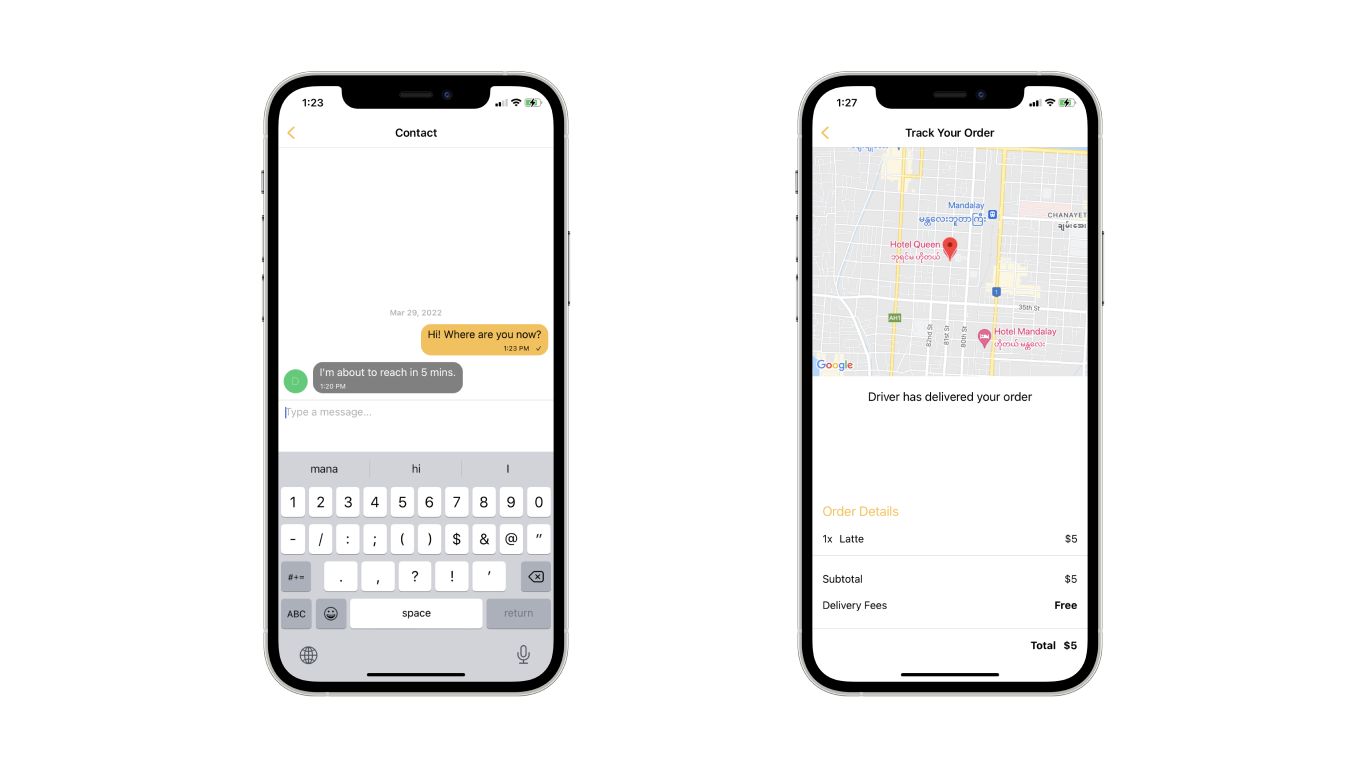 1:23
Contact
Mar 29, 2022
Hi! Where are you now?
1:23 PM ✓
D
I'm about to reach in 5 mins.
1:20 PM
Type a message...
mana hi I
1 2 3 4 5 6 7 8 9 0
- / : ; ( ) $ & @ "
#+= . , ? ! '
ABC space return
1:27
Track Your Order
Mandalay
မန္တလေးဘူတာကြီး
CHANAYET
ချမ်းအေး
Hotel Queen
ဘုရင်မ ဟိုတယ်
1
35th St
AH1
82nd St
81st St
80th St
Hotel Mandalay
ဟိုတယ် မန္တလေး
Google
Driver has delivered your order
Order Details
1x Latte $5
Subtotal $5
Delivery Fees Free
Total $5